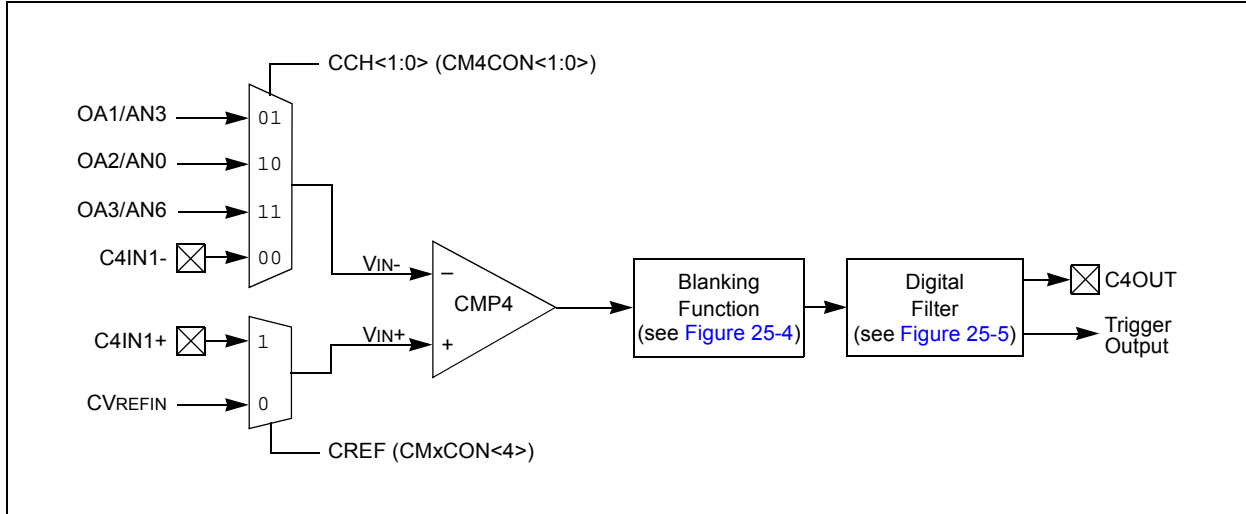 CCH<1:0> (CM4CON<1:0>)
OA1/AN3
01
OA2/AN0
10
OA3/AN6
11
C4IN1-
00
VIN-
–
CMP4
Blanking
Function
(see Figure 25-4)
Digital
Filter
(see Figure 25-5)
C4OUT
Trigger
Output
C4IN1+
1
VIN+
+
CVREFIN
0
CREF (CMxCON<4>)